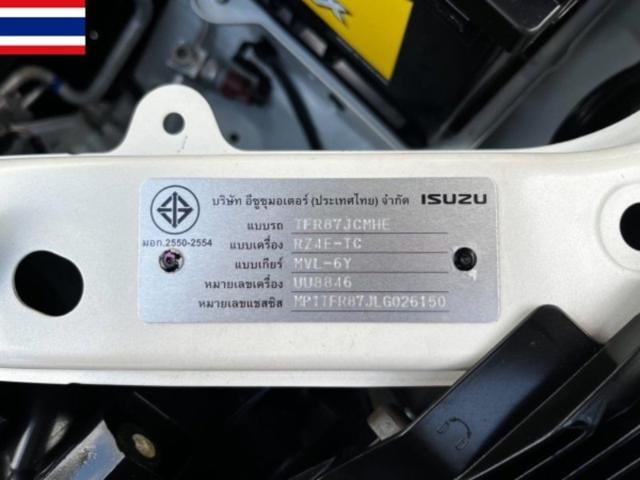 บริษัท อีซูซุมอเตอร์ (ประเทศไทย) จำกัด ISUZU
แบบรถ TFR87JCMHE
มอก.2550-2554
แบบเครื่อง RZ4E-TC
แบบเกียร์ MVL-6Y
หมายเลขเครื่อง UU8846
หมายเลขแชสซิส MP1TFR87JLG026150